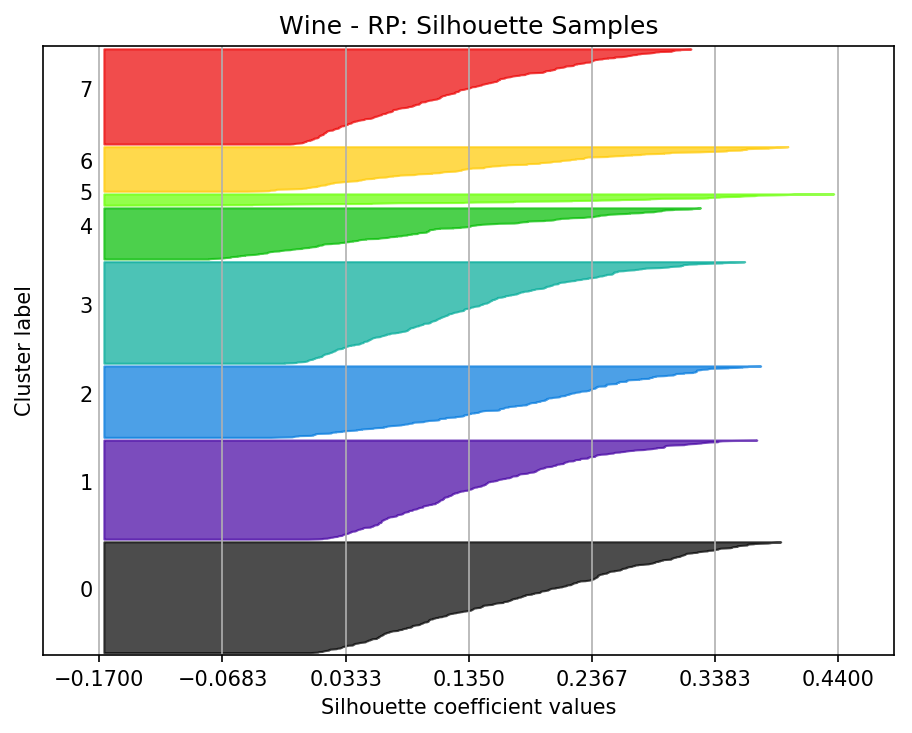 Wine - RP: Silhouette Samples
Cluster label
7
6
5
4
3
2
1
0
−0.1700 −0.0683 0.0333 0.1350 0.2367 0.3383 0.4400
Silhouette coefficient values